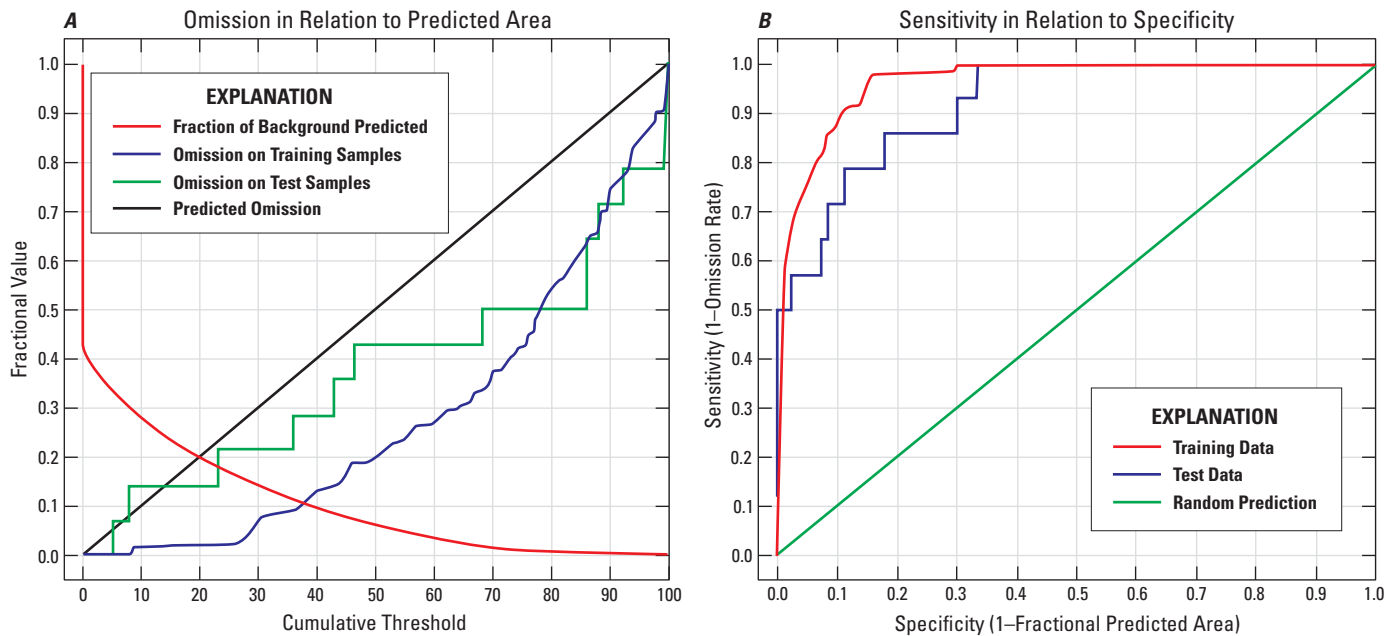 A Omission in Relation to Predicted Area
Fractional Value
1.0
0.9
0.8
0.7
0.6
0.5
0.4
0.3
0.2
0.1
0.0
EXPLANATION
Fraction of Background Predicted
Omission on Training Samples
Omission on Test Samples
Predicted Omission
0 10 20 30 40 50 60 70 80 90 100
Cumulative Threshold
B Sensitivity in Relation to Specificity
Sensitivity (1–Omission Rate)
1.0
0.9
0.8
0.7
0.6
0.5
0.4
0.3
0.2
0.1
0.0
EXPLANATION
Training Data
Test Data
Random Prediction
0.0 0.1 0.2 0.3 0.4 0.5 0.6 0.7 0.8 0.9 1.0
Specificity (1–Fractional Predicted Area)